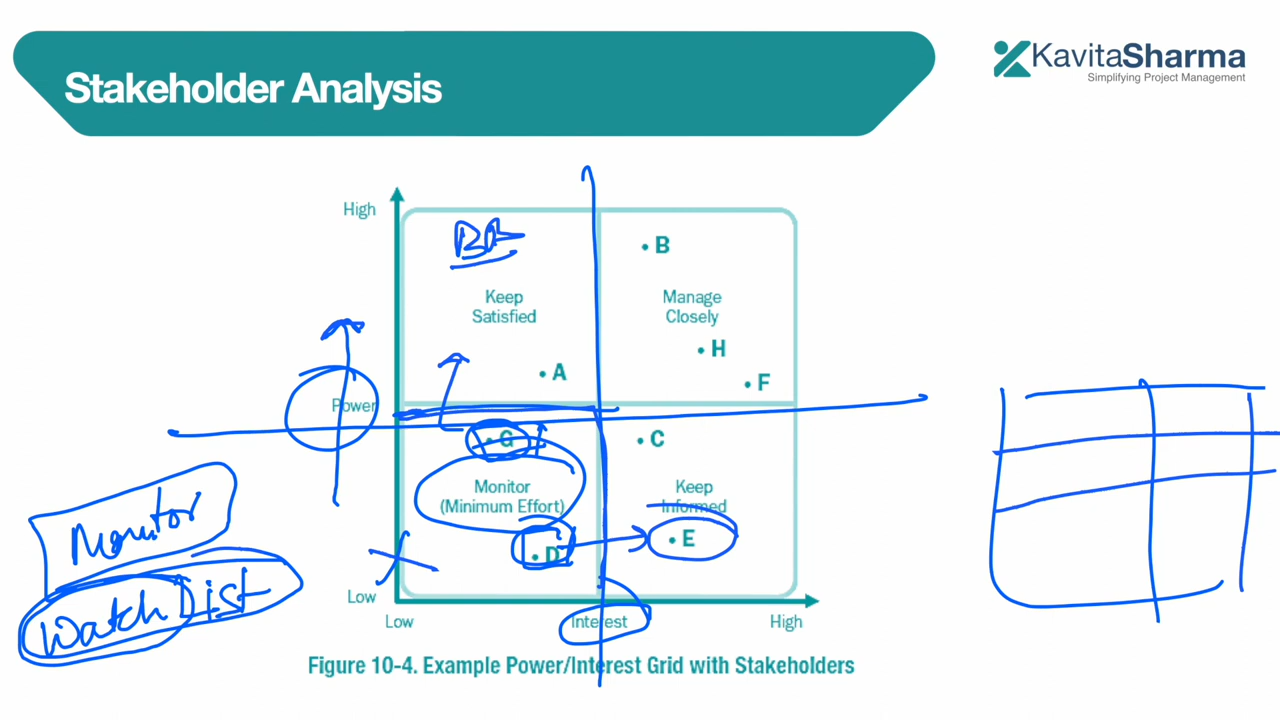 Stakeholder Analysis
KavitaSharma
Simplifying Project Management
High
B
Keep
Satisfied
Manage
Closely
H
A
F
Power
G
C
Monitor
(Minimum Effort)
Keep
Informed
Monitor
E
D
Watch List
Low
Low
Interest
High
Figure 10-4. Example Power/Interest Grid with Stakeholders